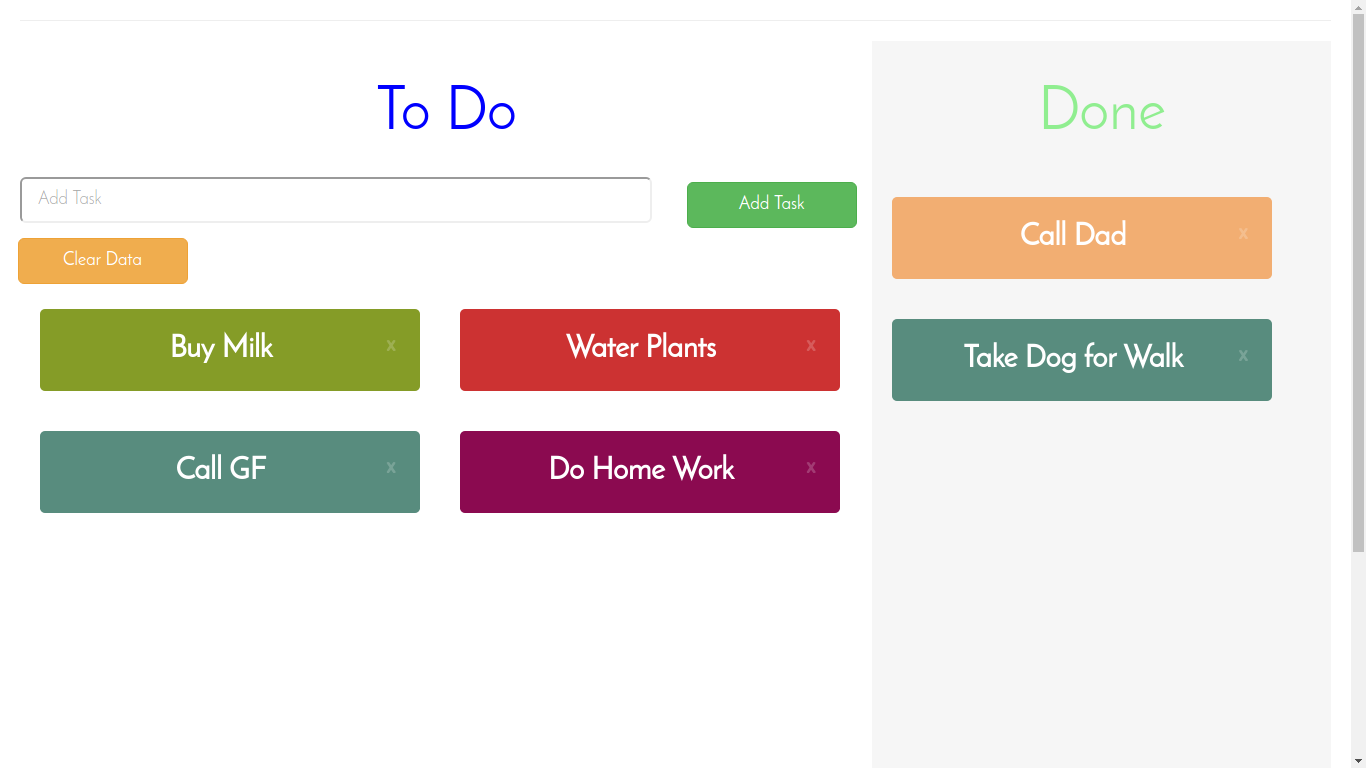 To Do
Add Task
Add Task
Clear Data
Buy Milk x
Water Plants x
Call GF x
Do Home Work x
Done
Call Dad x
Take Dog for Walk x